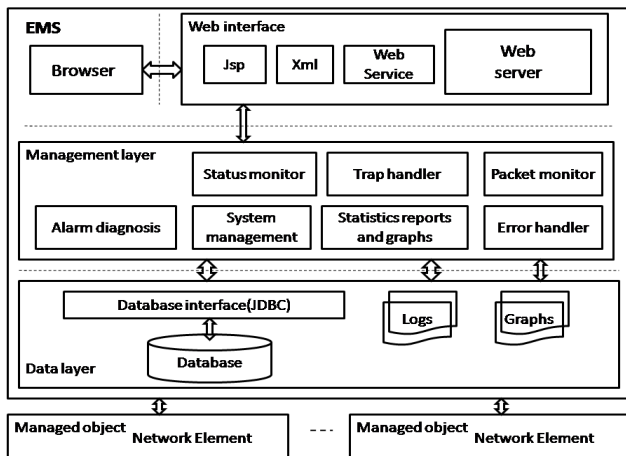 EMS
Browser
Web interface
Jsp
Xml
Web
Service
Web
server
Management layer
Status monitor
Trap handler
Packet monitor
Alarm diagnosis
System
management
Statistics reports
and graphs
Error handler
Database interface(JDBC)
Database
Logs
Graphs
Data layer
Managed object
Network Element
Managed object
Network Element